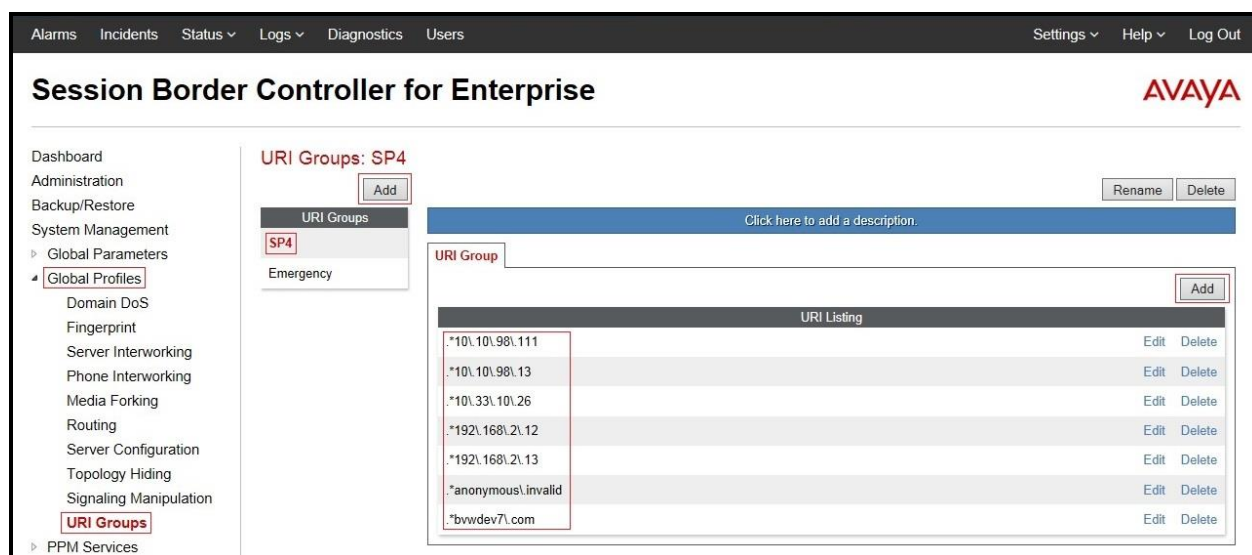 Alarms Incidents Status Logs Diagnostics Users Settings Help Log Out
Session Border Controller for Enterprise
AVAYA
Dashboard
Administration
Backup/Restore
System Management
Global Parameters
Global Profiles
Domain DoS
Fingerprint
Server Interworking
Phone Interworking
Media Forking
Routing
Server Configuration
Topology Hiding
Signaling Manipulation
URI Groups
PPM Services
URI Groups: SP4
Add
Rename Delete
URI Groups
SP4
Emergency
Click here to add a description.
URI Group
Add
URI Listing
.*10\.10\.98\.111 Edit Delete
.*10\.10\.98\.13 Edit Delete
.*10\.33\.10\.26 Edit Delete
.*192\.168\.2\.12 Edit Delete
.*192\.168\.2\.13 Edit Delete
.*anonymous\.invalid Edit Delete
.*bvwdev7\.com Edit Delete